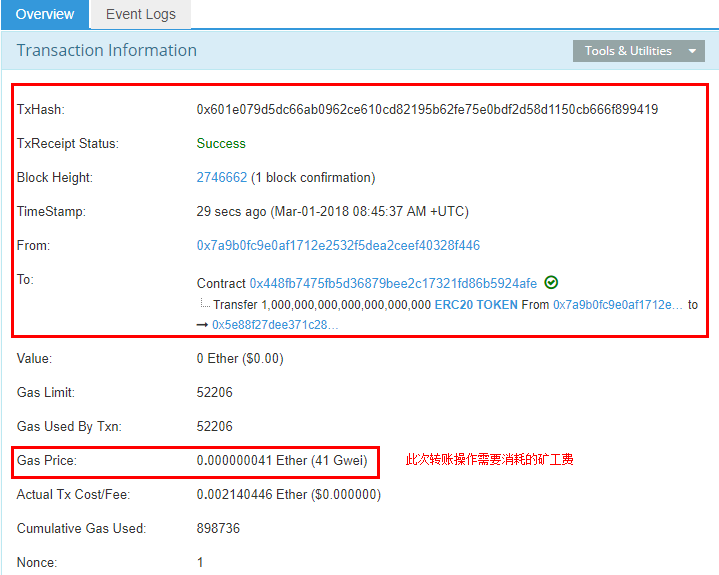 Overview Event Logs
Transaction Information Tools & Utilities
TxHash: 0x601e079d5dc66ab0962ce610cd82195b62fe75e0bdf2d58d1150cb666f899419
TxReceipt Status: Success
Block Height: 2746662 (1 block confirmation)
TimeStamp: 29 secs ago (Mar-01-2018 08:45:37 AM +UTC)
From: 0x7a9b0fc9e0af1712e2532f5dea2ceef40328f446
To: Contract 0x448fb7475fb5d36879bee2c17321fd86b5924afe
Transfer 1,000,000,000,000,000,000,000 ERC20 TOKEN From 0x7a9b0fc9e0af1712e... to
→ 0x5e88f27dee371c28...
Value: 0 Ether ($0.00)
Gas Limit: 52206
Gas Used By Txn: 52206
Gas Price: 0.000000041 Ether (41 Gwei) 此次转账操作需要消耗的矿工费
Actual Tx Cost/Fee: 0.002140446 Ether ($0.000000)
Cumulative Gas Used: 898736
Nonce: 1